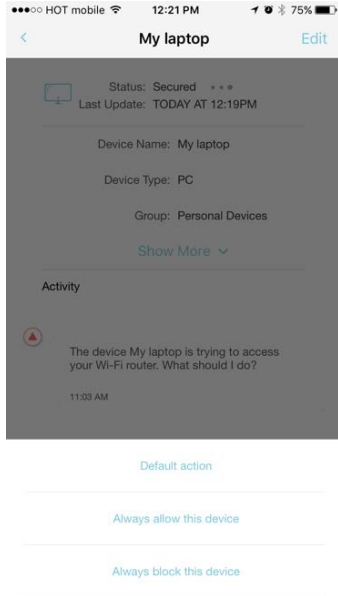 HOT mobile 12:21 PM 75%
My laptop Edit
Status: Secured
Last Update: TODAY AT 12:19PM
Device Name: My laptop
Device Type: PC
Group: Personal Devices
Show More
Activity
The device My laptop is trying to access
your Wi-Fi router. What should I do?
11:03 AM
Default action
Always allow this device
Always block this device